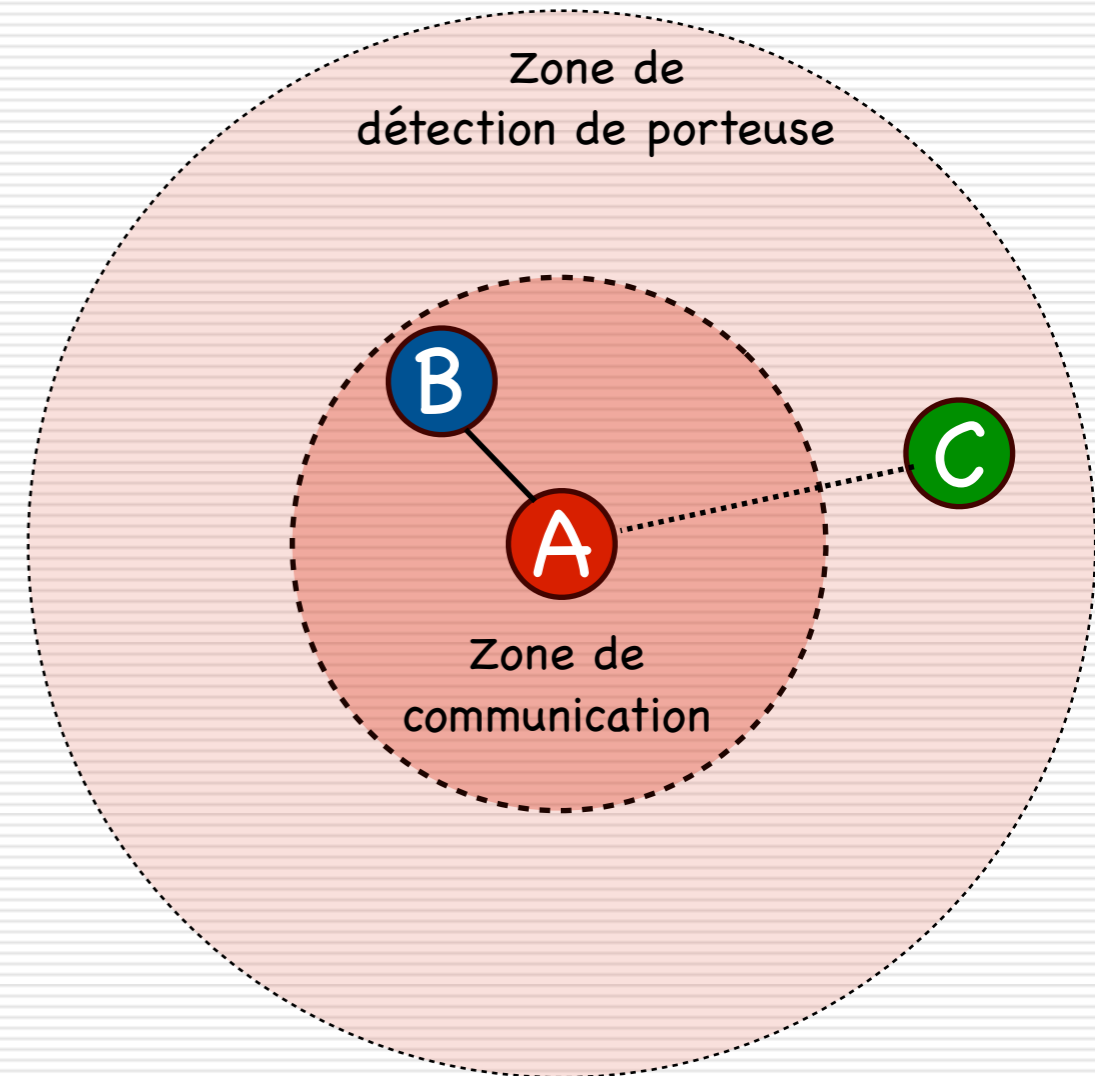 Zone de
détection de porteuse
B
C
A
Zone de
communication